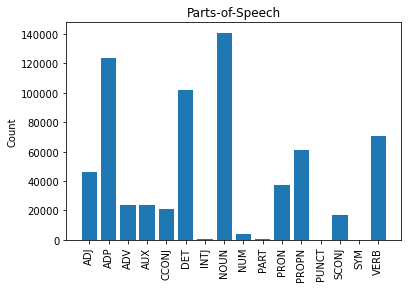 Parts-of-Speech
140000
120000
100000
80000
60000
40000
20000
0
Count
ADJ
ADP
ADV
AUX
CCONJ
DET
INTJ
NOUN
NUM
PART
PRON
PROPN
PUNCT
SCONJ
SYM
VERB